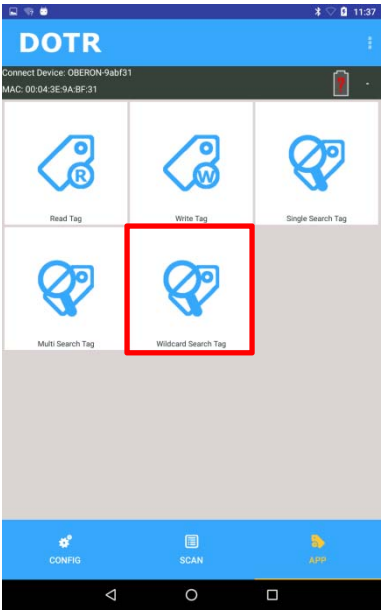 11:37
DOTR
Connect Device: OBERON-9abf31
MAC: 00:04:3E:9A:BF:31
R
W
Read Tag
Write Tag
Single Search Tag
Multi Search Tag
Wildcard Search Tag
CONFIG
SCAN
APP